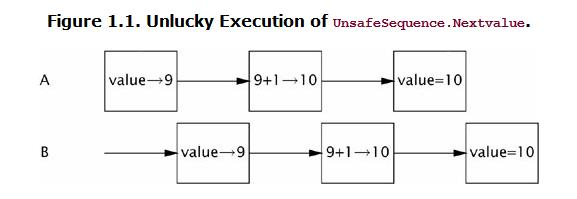 Figure 1.1. Unlucky Execution of UnsafeSequence.Nextvalue.
A value→9 9+1→10 value=10
B value→9 9+1→10 value=10